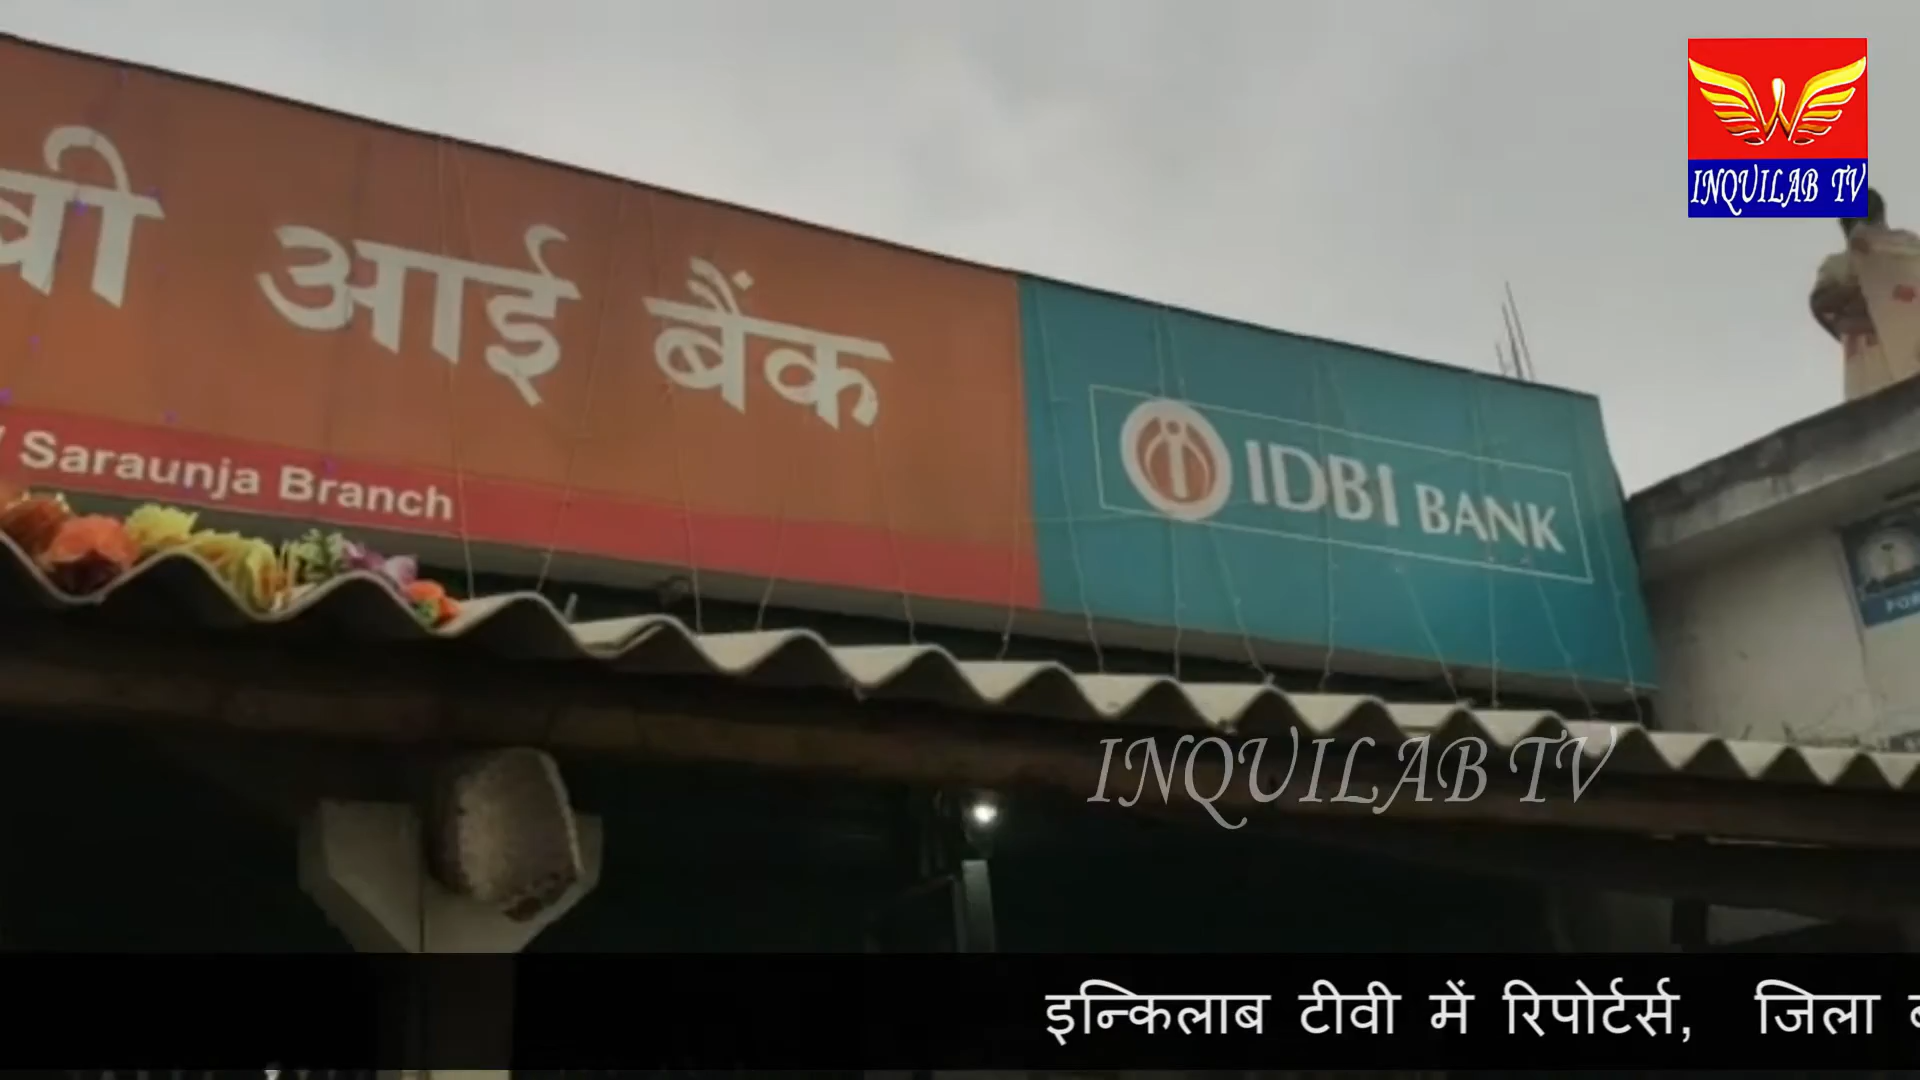 INQUILAB TV
बी आई बैंक
IDBI BANK
Saraunja Branch
INQUILAB TV
इन्किलाब टीवी में रिपोर्टर्स, जिला